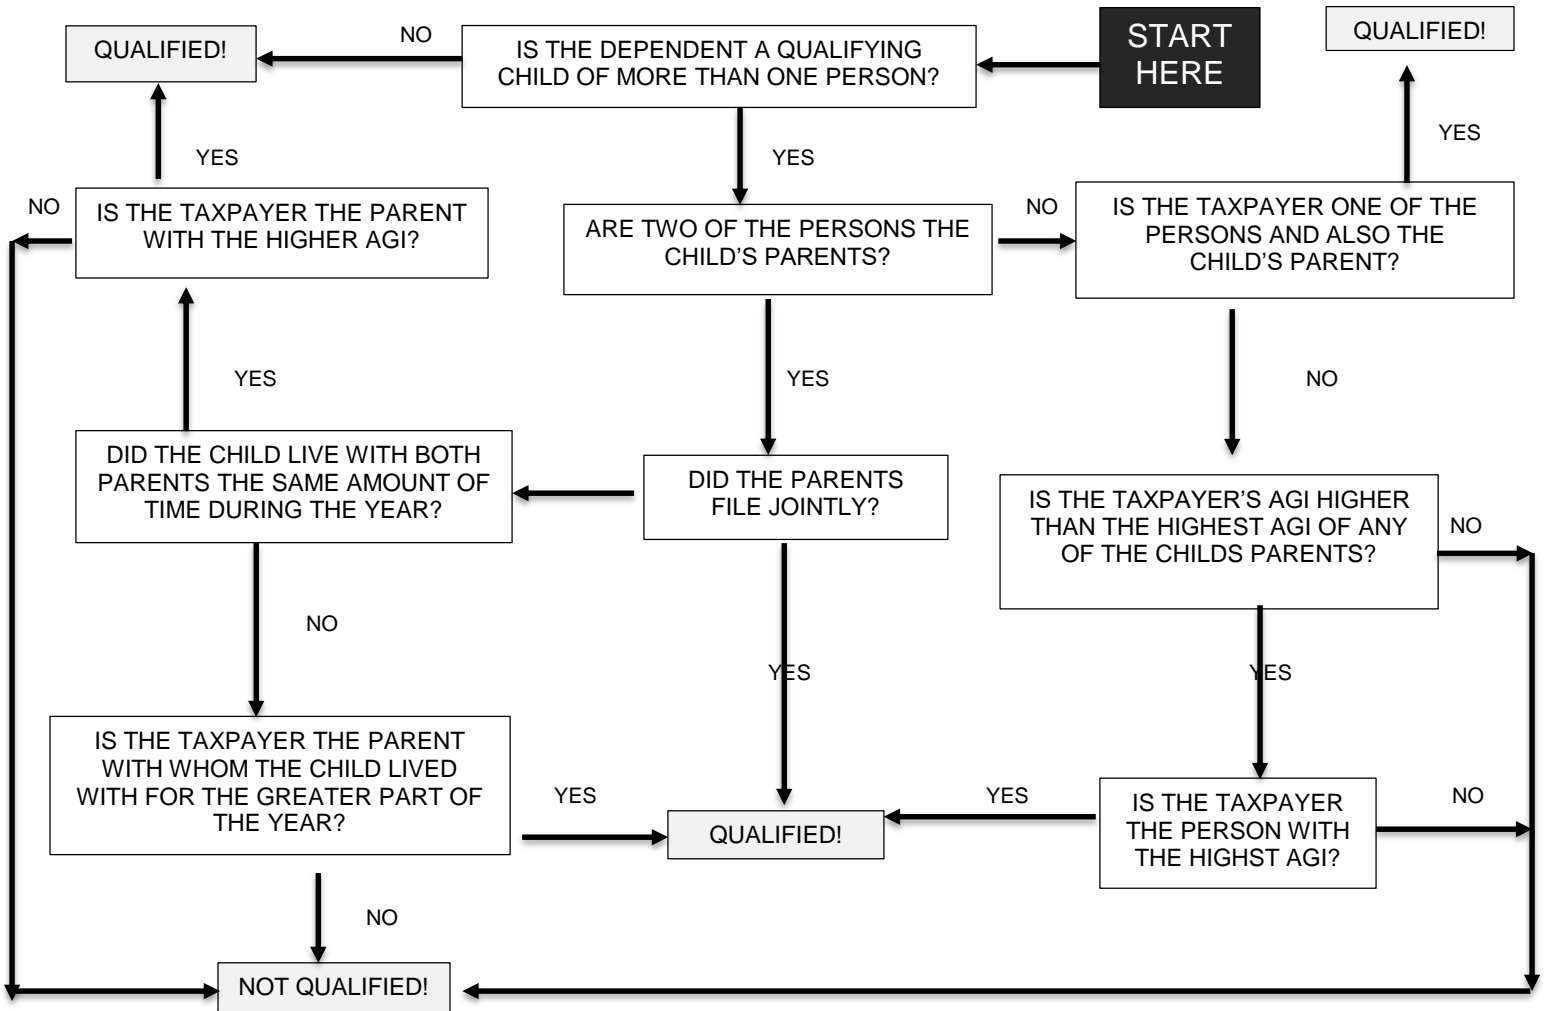 START
HERE
QUALIFIED!
IS THE DEPENDENT A QUALIFYING
CHILD OF MORE THAN ONE PERSON?
NO
QUALIFIED!
YES
YES
YES
IS THE TAXPAYER THE PARENT
WITH THE HIGHER AGI?
NO
ARE TWO OF THE PERSONS THE
CHILD'S PARENTS?
NO
IS THE TAXPAYER ONE OF THE
PERSONS AND ALSO THE
CHILD'S PARENT?
YES
YES
NO
DID THE CHILD LIVE WITH BOTH
PARENTS THE SAME AMOUNT OF
TIME DURING THE YEAR?
DID THE PARENTS
FILE JOINTLY?
IS THE TAXPAYER'S AGI HIGHER
THAN THE HIGHEST AGI OF ANY
OF THE CHILDS PARENTS?
NO
NO
YES
YES
IS THE TAXPAYER THE PARENT
WITH WHOM THE CHILD LIVED
WITH FOR THE GREATER PART OF
THE YEAR?
YES
QUALIFIED!
YES
IS THE TAXPAYER
THE PERSON WITH
THE HIGHST AGI?
NO
NO
NOT QUALIFIED!